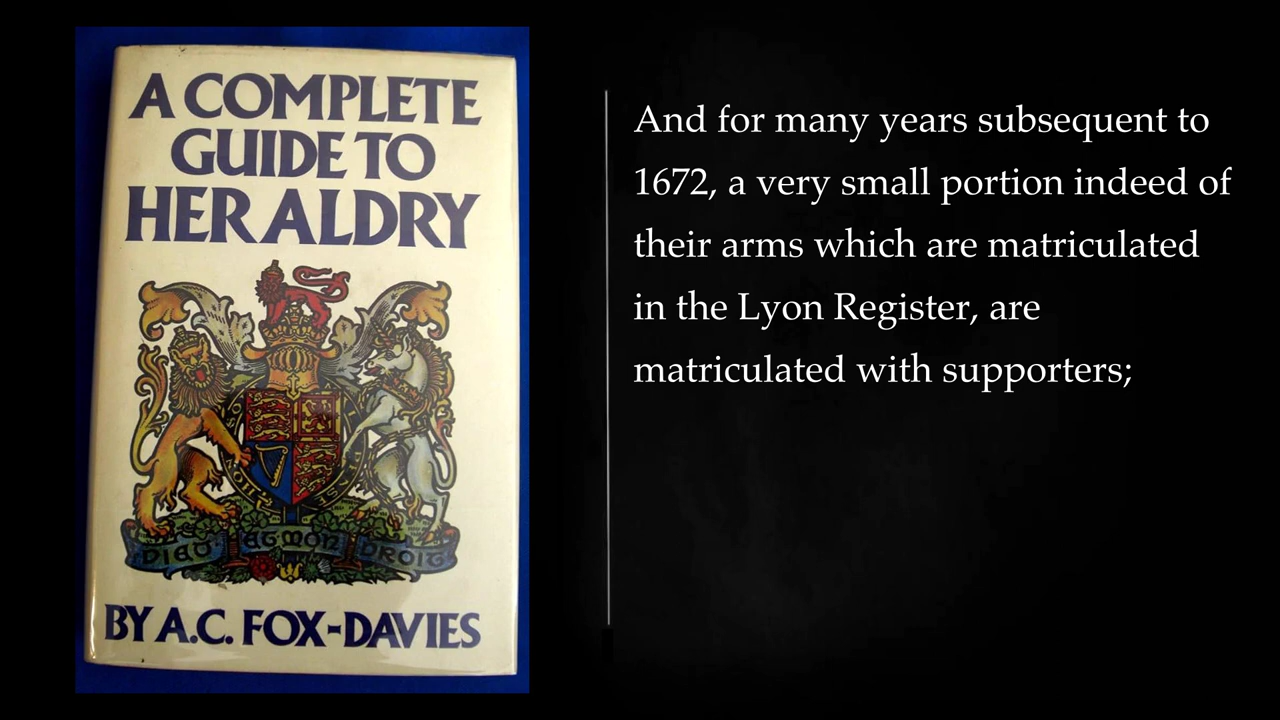 A COMPLETE
GUIDE TO
HERALDRY
DIEU ET MON DROIT
BY A.C. FOX-DAVIES
And for many years subsequent to
1672, a very small portion indeed of
their arms which are matriculated
in the Lyon Register, are
matriculated with supporters;